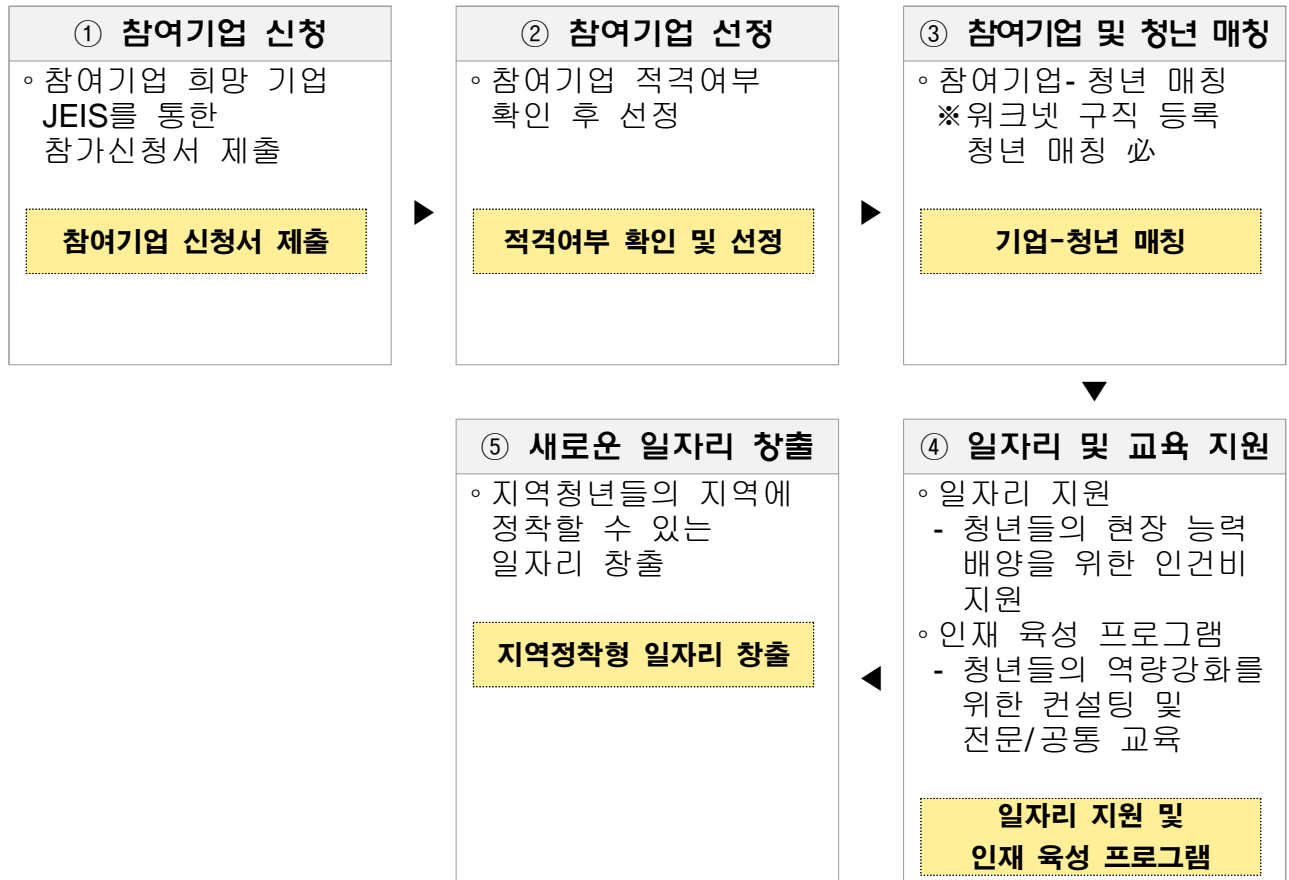 ① 참여기업 신청
◦참여기업 희망 기업
JEIS를 통한
참가신청서 제출
참여기업 신청서 제출
▶
② 참여기업 선정
◦참여기업 적격여부
확인 후 선정
적격여부 확인 및 선정
▶
③ 참여기업 및 청년 매칭
◦참여기업- 청년 매칭
※워크넷 구직 등록
청년 매칭 必
기업-청년 매칭
▼
④ 일자리 및 교육 지원
◦일자리 지원
- 청년들의 현장 능력
배양을 위한 인건비
지원
◦인재 육성 프로그램
- 청년들의 역량강화를
위한 컨설팅 및
전문/공통 교육
일자리 지원 및
인재 육성 프로그램
◀
⑤ 새로운 일자리 창출
◦지역청년들의 지역에
정착할 수 있는
일자리 창출
지역정착형 일자리 창출